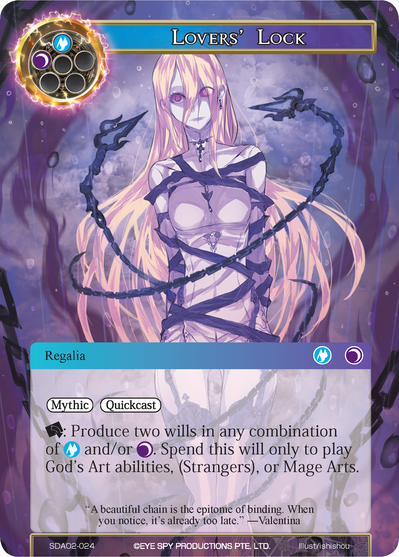 Lovers' Lock
Regalia
Mythic Quickcast
: Produce two wills in any combination
of and/or . Spend this will only to play
God's Art abilities, (Strangers), or Mage Arts.
"A beautiful chain is the epitome of binding. When
you notice, it's already too late." —Valentina
SDAO2-024 ©EYE SPY PRODUCTIONS PTE. LTD. Illust/ishishou